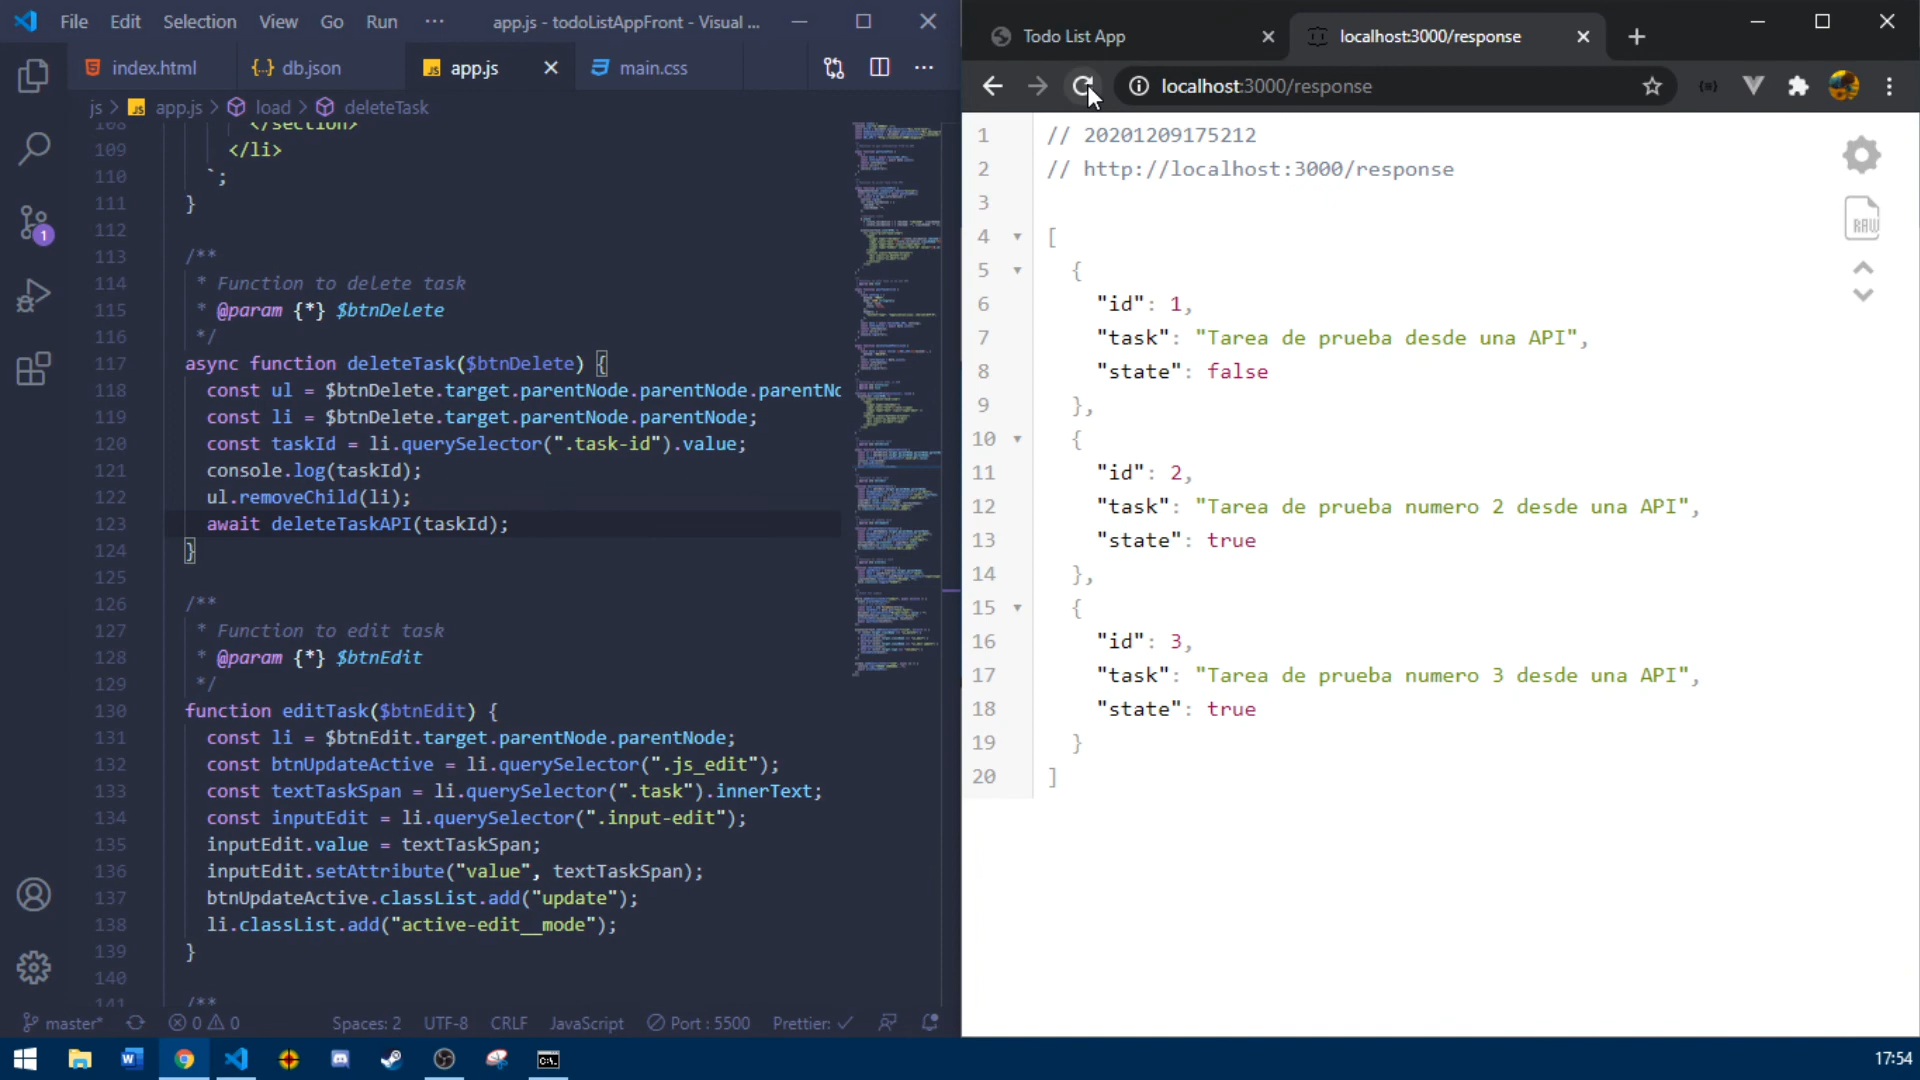 File Edit Selection View Go Run ··· app.js - todoListAppFront - Visual ...
index.html {..} db.json JS app.js main.css ···
js > JS app.js > load > deleteTask
108 </section>
109 </li>
110 `;
111 }
112
113 /**
114 * Function to delete task
115 * @param {*} $btnDelete
116 */
117 async function deleteTask($btnDelete) {
118 const ul = $btnDelete.target.parentNode.parentNode.parentNo
119 const li = $btnDelete.target.parentNode.parentNode;
120 const taskId = li.querySelector(".task-id").value;
121 console.log(taskId);
122 ul.removeChild(li);
123 await deleteTaskAPI(taskId);
124 }
125
126 /**
127 * Function to edit task
128 * @param {*} $btnEdit
129 */
130 function editTask($btnEdit) {
131 const li = $btnEdit.target.parentNode.parentNode;
132 const btnUpdateActive = li.querySelector(".js_edit");
133 const textTaskSpan = li.querySelector(".task").innerText;
134 const inputEdit = li.querySelector(".input-edit");
135 inputEdit.value = textTaskSpan;
136 inputEdit.setAttribute("value", textTaskSpan);
137 btnUpdateActive.classList.add("update");
138 li.classList.add("active-edit__mode");
139 }
140
141 /**
1
master* 0 0 Spaces: 2 UTF-8 CRLF JavaScript Port : 5500 Prettier: ✓
Todo List App
localhost:3000/response
localhost:3000/response
1 // 20201209175212
2 // http://localhost:3000/response
3
4 [
5 {
6 "id": 1,
7 "task": "Tarea de prueba desde una API",
8 "state": false
9 },
10 {
11 "id": 2,
12 "task": "Tarea de prueba numero 2 desde una API",
13 "state": true
14 },
15 {
16 "id": 3,
17 "task": "Tarea de prueba numero 3 desde una API",
18 "state": true
19 }
20 ]
RAW
17:54